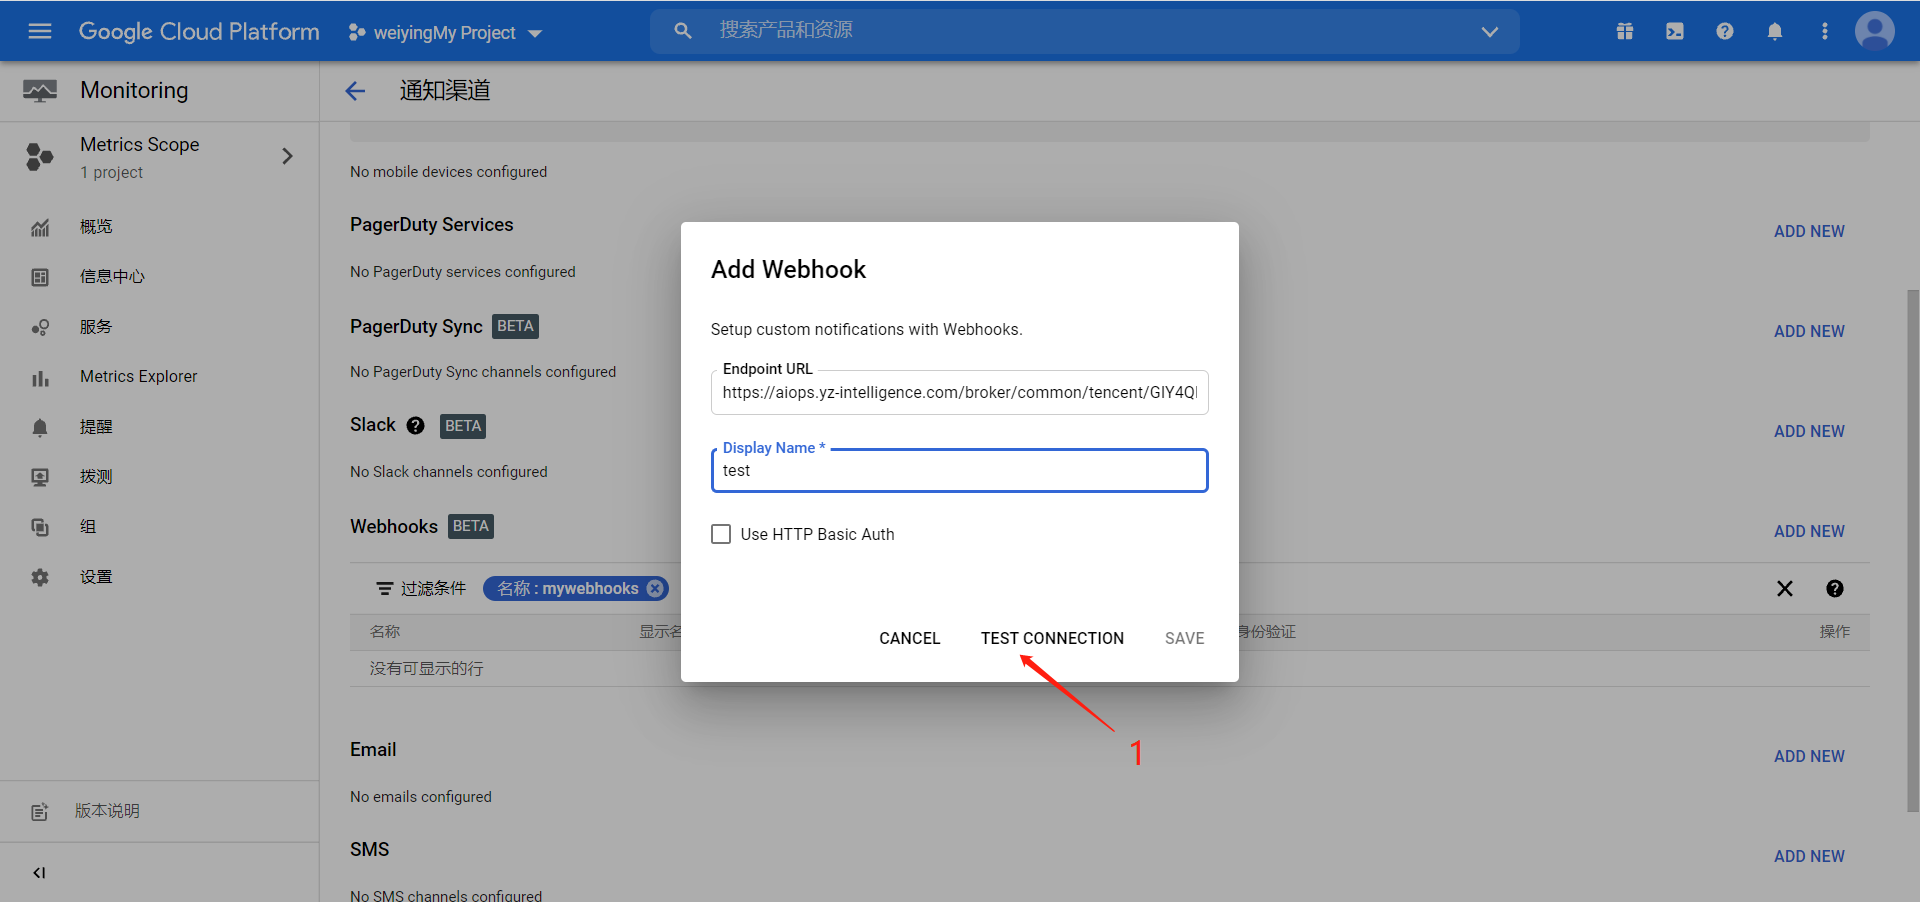 Google Cloud Platform
weiyingMy Project
搜索产品和资源
Monitoring
通知渠道
Metrics Scope
1 project
概览
信息中心
服务
Metrics Explorer
提醒
拨测
组
设置
版本说明
No mobile devices configured
PagerDuty Services
ADD NEW
No PagerDuty services configured
PagerDuty Sync BETA
ADD NEW
No PagerDuty Sync channels configured
Slack BETA
ADD NEW
No Slack channels configured
Webhooks BETA
ADD NEW
过滤条件 名称 : mywebhooks
名称 显示名 身份验证 操作
没有可显示的行
Email
ADD NEW
No emails configured
SMS
ADD NEW
No SMS channels configured
Add Webhook
Setup custom notifications with Webhooks.
Endpoint URL
https://aiops.yz-intelligence.com/broker/common/tencent/GIY4Q
Display Name *
test
Use HTTP Basic Auth
CANCEL TEST CONNECTION SAVE
1